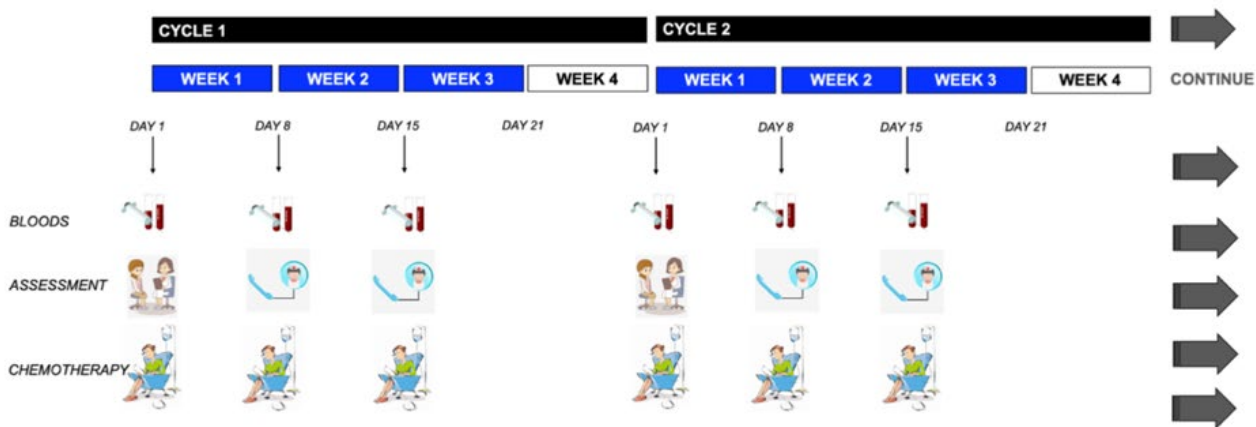 CYCLE 1 CYCLE 2
WEEK 1 WEEK 2 WEEK 3 WEEK 4 WEEK 1 WEEK 2 WEEK 3 WEEK 4 CONTINUE
DAY 1 DAY 8 DAY 15 DAY 21 DAY 1 DAY 8 DAY 15 DAY 21
BLOODS
ASSESSMENT
CHEMOTHERAPY